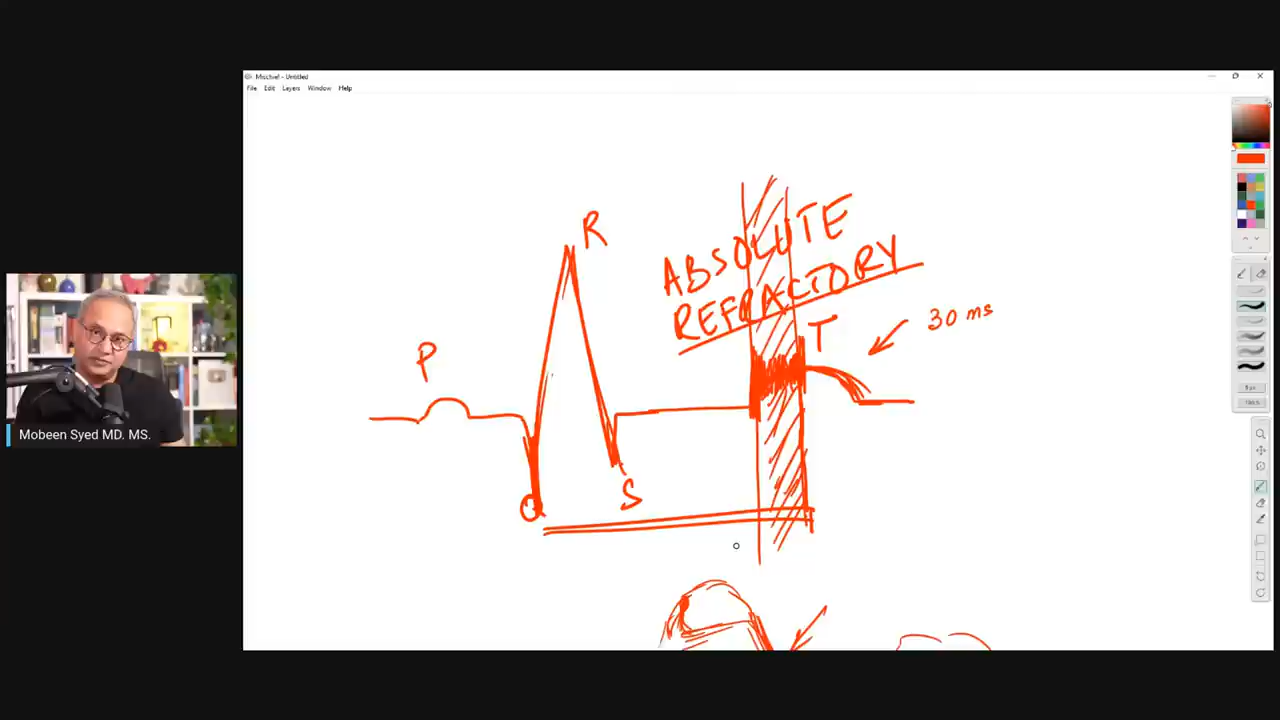 Mischief - Untitled
File Edit Layers Window Help
R
ABSOLUTE
REFRACTORY
30 ms
T
P
Q
S
Mobeen Syed MD. MS.